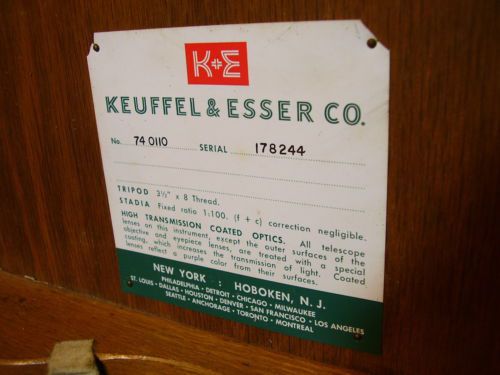 K+E
KEUFFEL & ESSER CO.
No. 74 0110 SERIAL 178244
TRIPOD 3½" x 8 Thread.
STADIA Fixed ratio 1:100. (f + c) correction negligible.
HIGH TRANSMISSION COATED OPTICS. All telescope
lenses on this instrument, except the outer surfaces of the
objective and eyepiece lenses, are treated with a special
coating, which increases the transmission of light. Coated
lenses reflect a purple color from their surfaces.
NEW YORK : HOBOKEN, N. J.
PHILADELPHIA • DETROIT • CHICAGO • MILWAUKEE
ST. LOUIS • DALLAS • HOUSTON • DENVER • SAN FRANCISCO • LOS ANGELES
SEATTLE • ANCHORAGE • TORONTO • MONTREAL